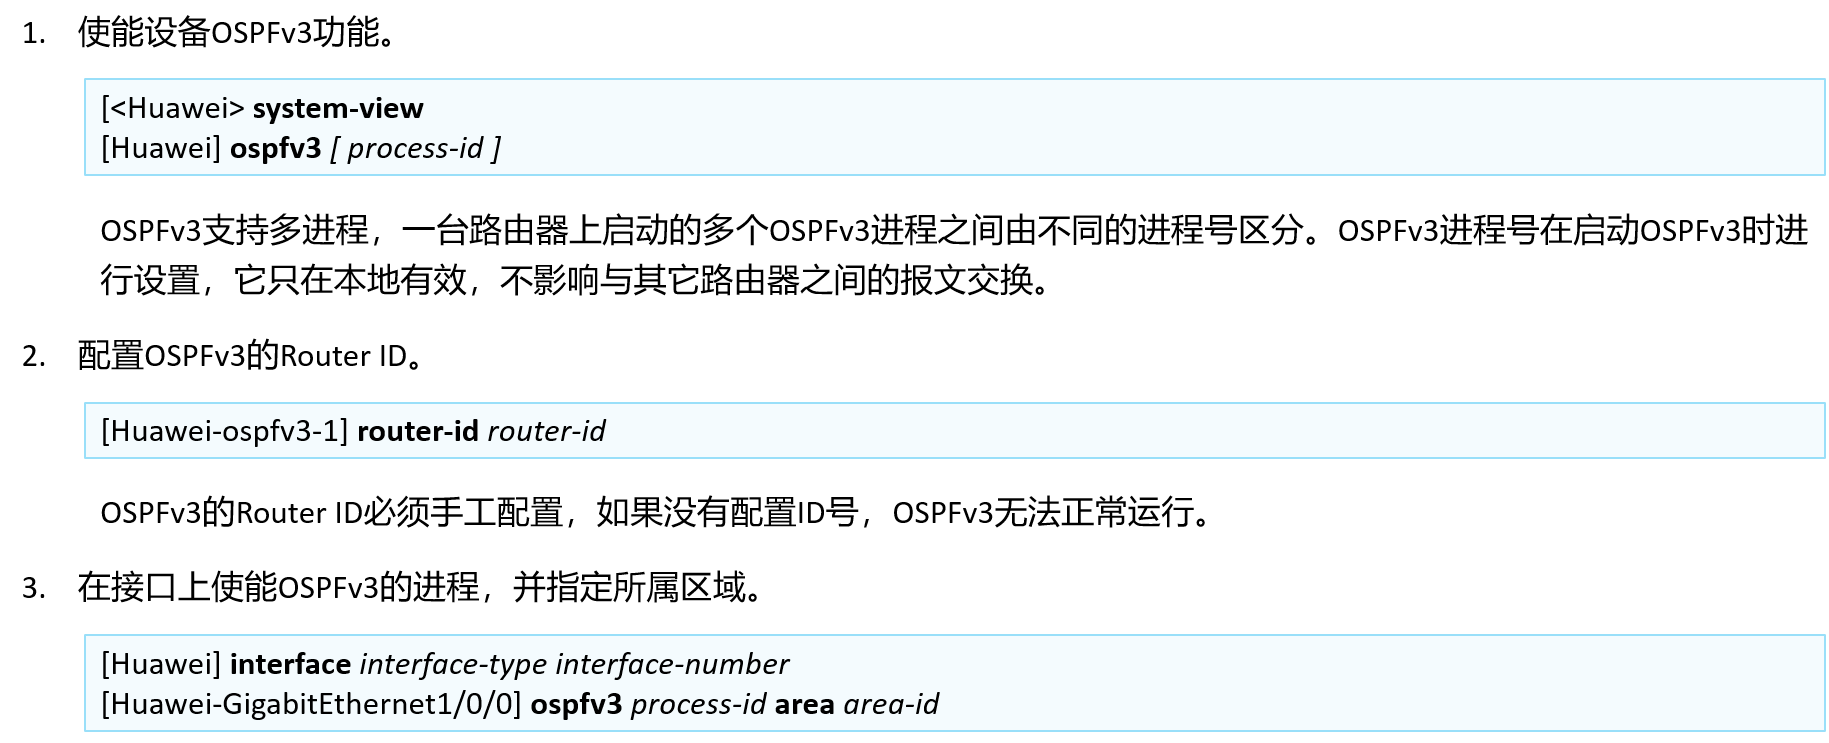 1. 使能设备OSPFv3功能。
[<Huawei> system-view
[Huawei] ospfv3 [ process-id ]
OSPFv3支持多进程，一台路由器上启动的多个OSPFv3进程之间由不同的进程号区分。OSPFv3进程号在启动OSPFv3时进
行设置，它只在本地有效，不影响与其它路由器之间的报文交换。
2. 配置OSPFv3的Router ID。
[Huawei-ospfv3-1] router-id router-id
OSPFv3的Router ID必须手工配置，如果没有配置ID号，OSPFv3无法正常运行。
3. 在接口上使能OSPFv3的进程，并指定所属区域。
[Huawei] interface interface-type interface-number
[Huawei-GigabitEthernet1/0/0] ospfv3 process-id area area-id